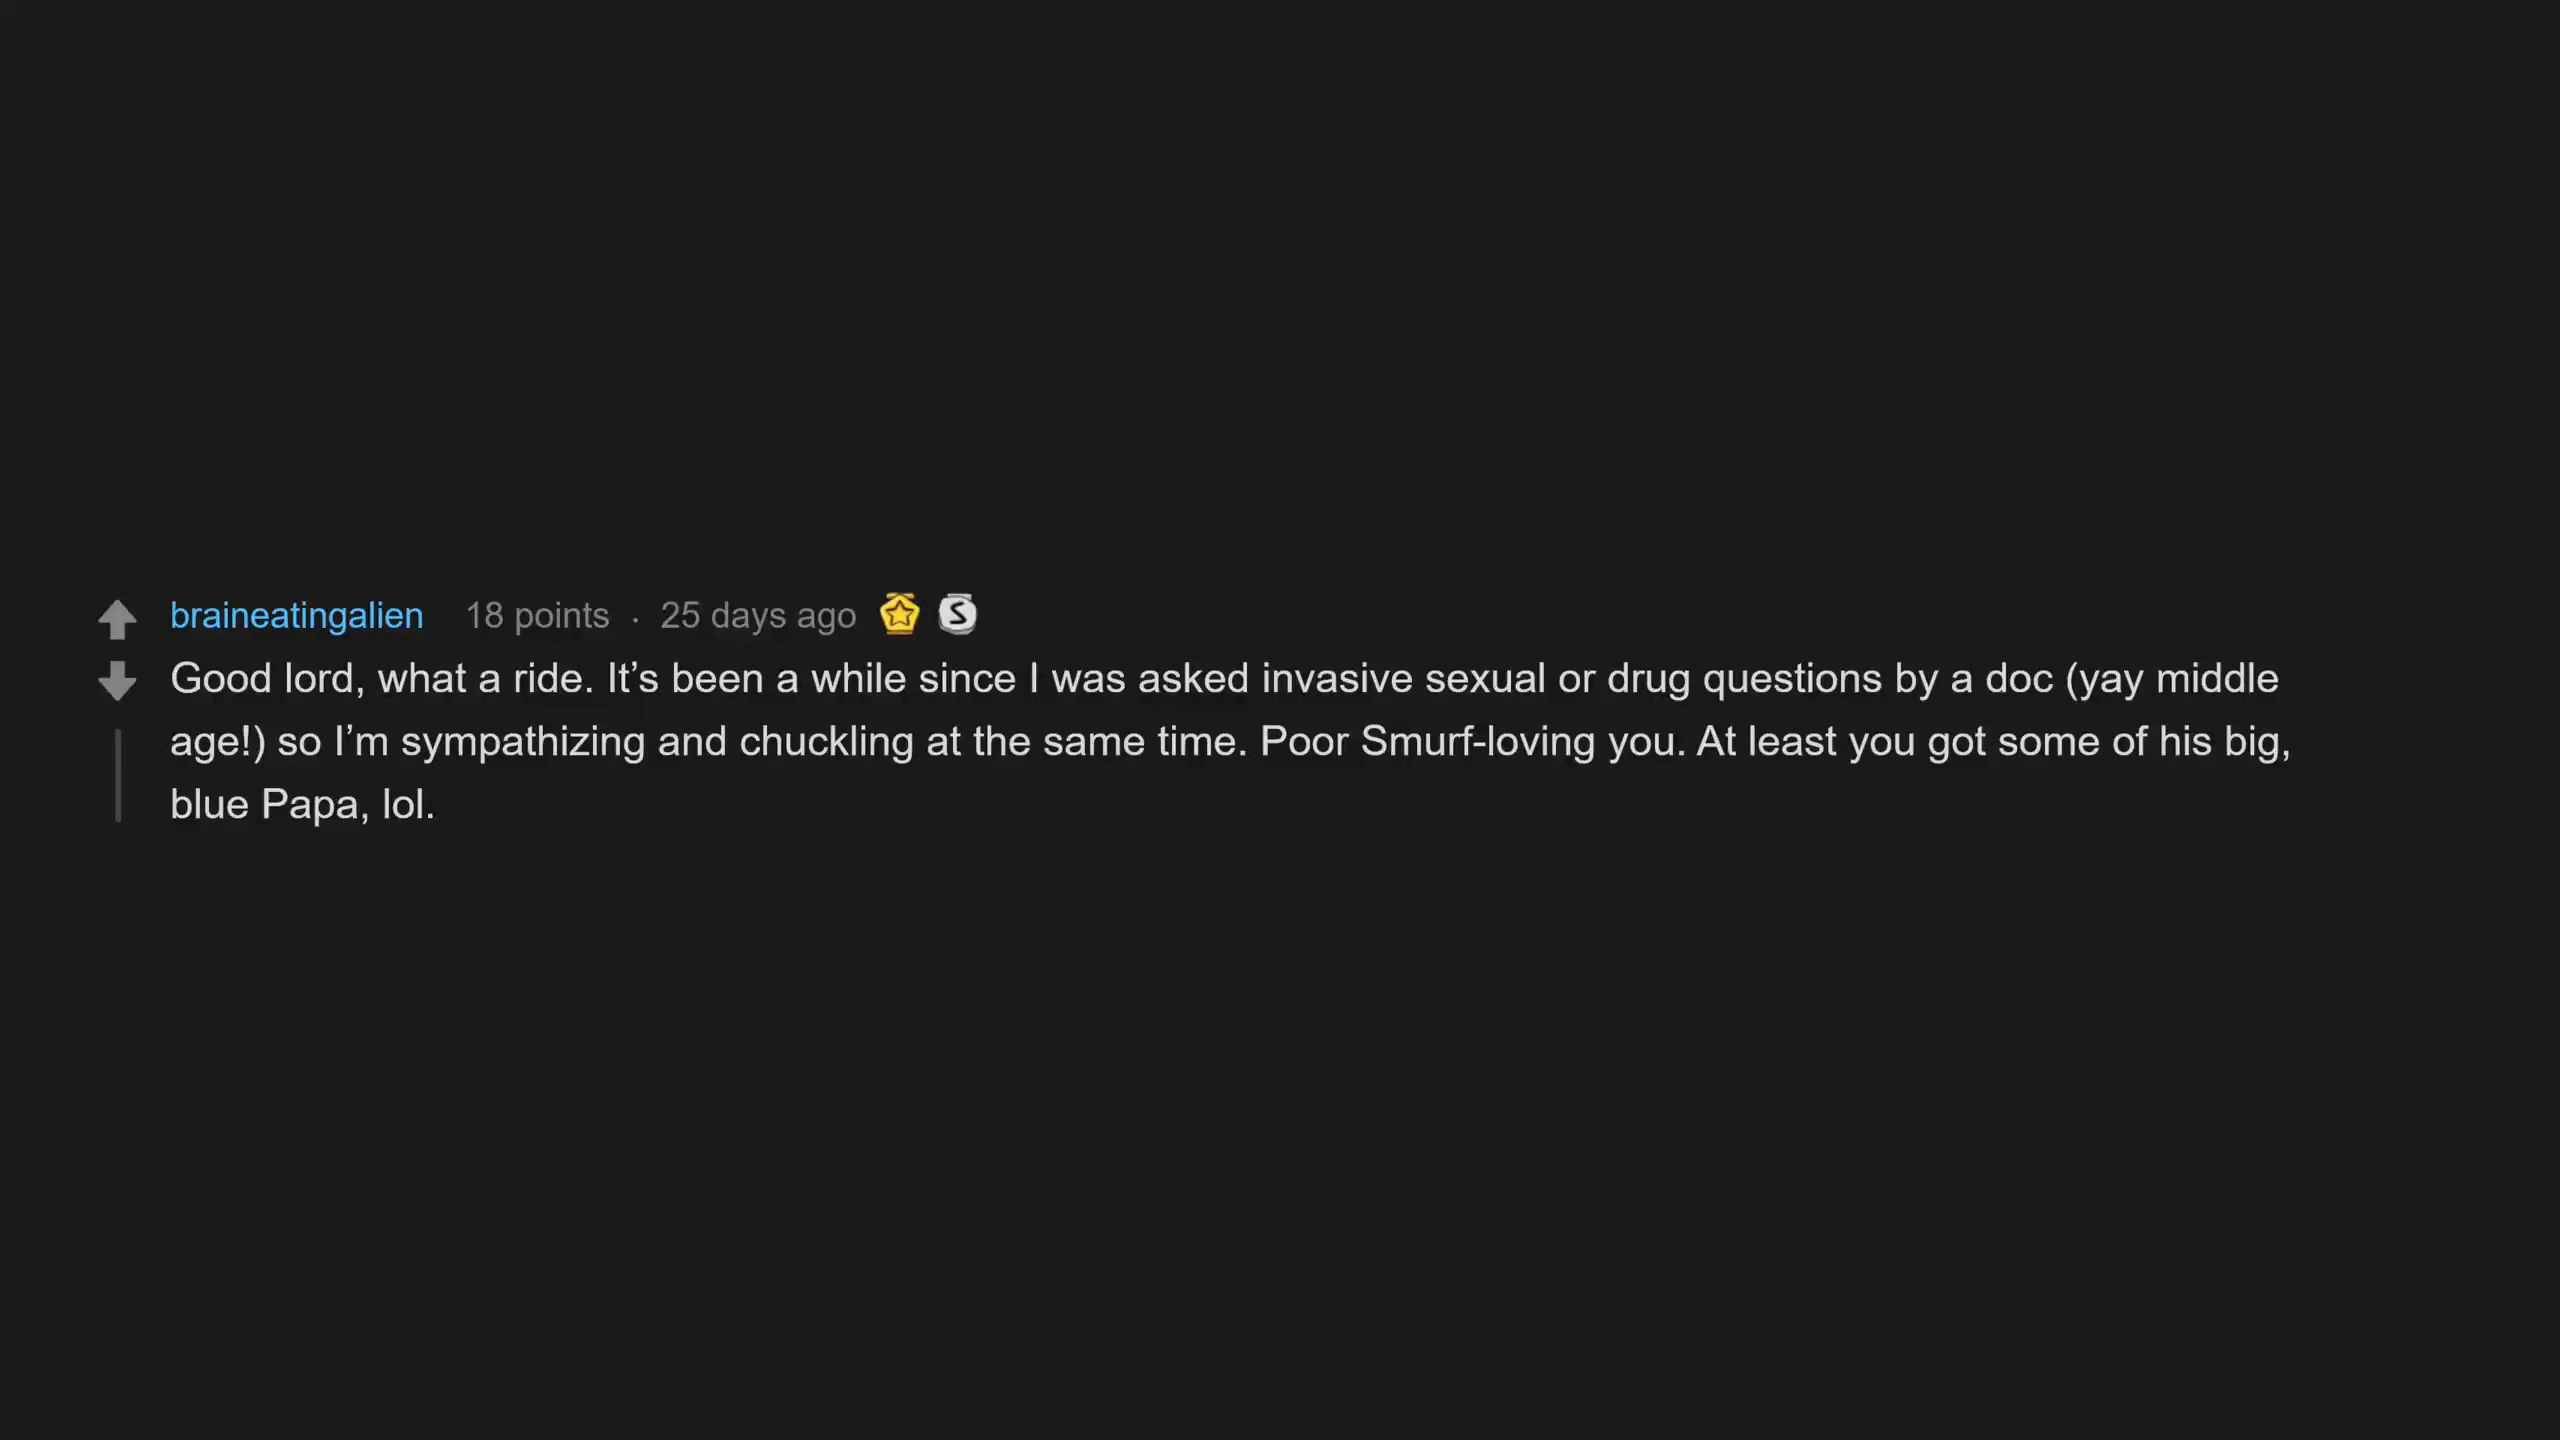 braineatingalien 18 points · 25 days ago
Good lord, what a ride. It’s been a while since I was asked invasive sexual or drug questions by a doc (yay middle
age!) so I’m sympathizing and chuckling at the same time. Poor Smurf-loving you. At least you got some of his big,
blue Papa, lol.